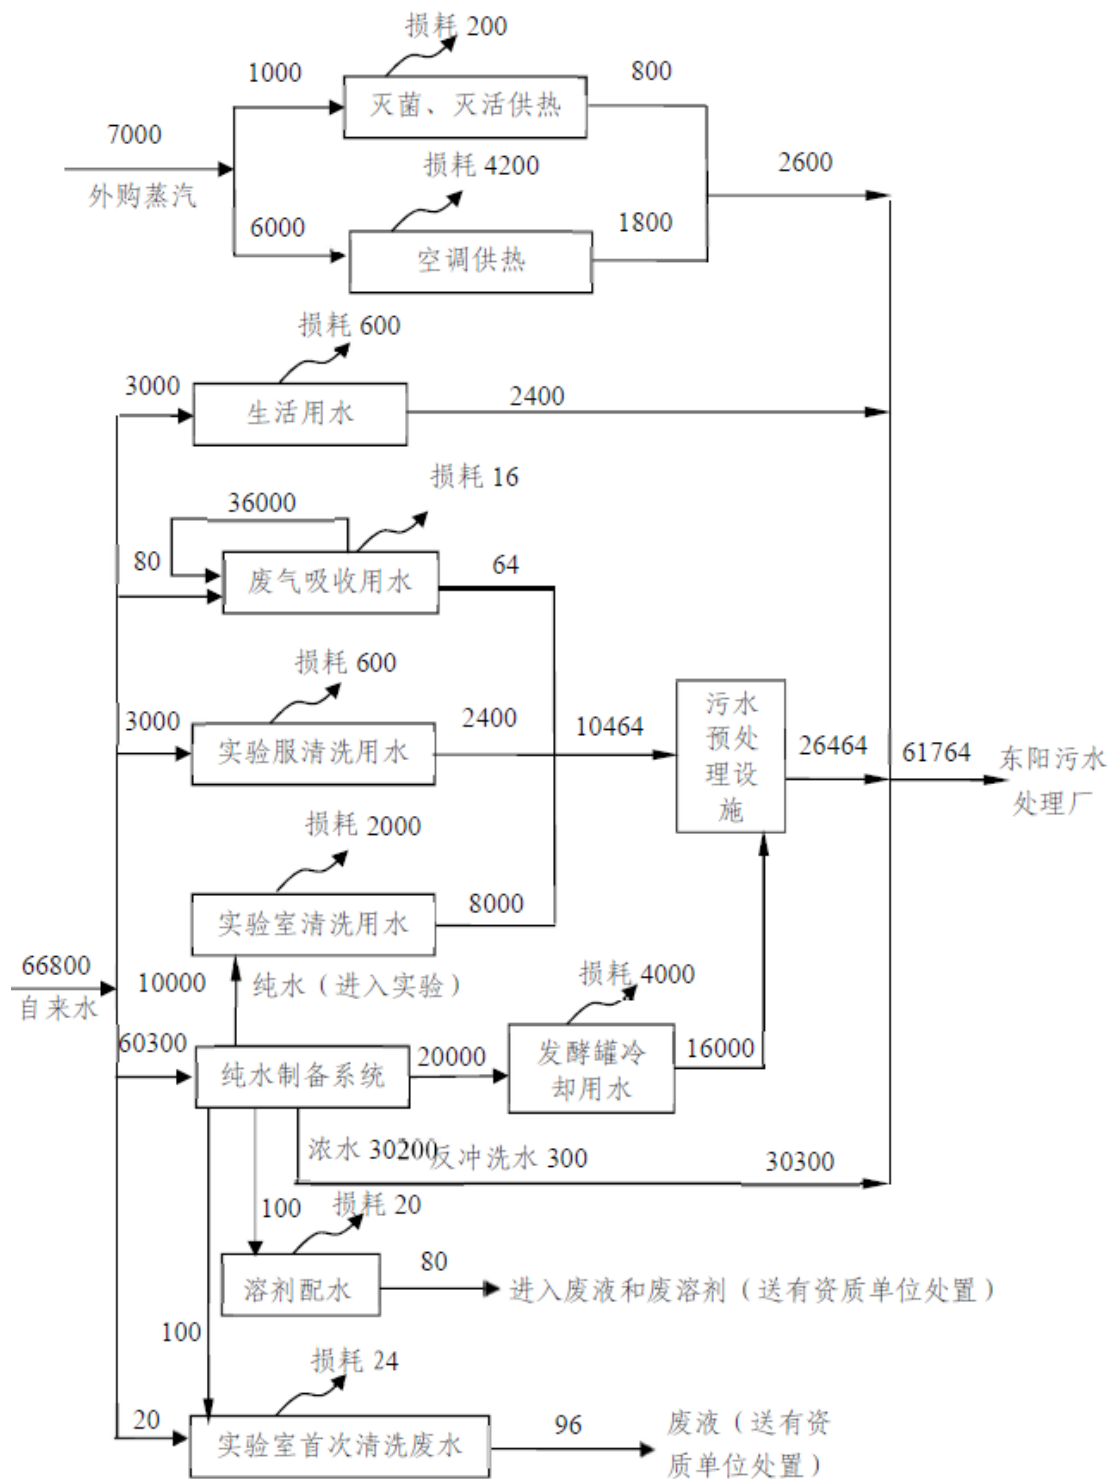 损耗 200
1000
800
灭菌、灭活供热
7000
外购蒸汽
损耗 4200
2600
6000
1800
空调供热
损耗 600
3000
2400
生活用水
损耗 16
36000
80
64
废气吸收用水
损耗 600
3000
2400
10464
实验服清洗用水
污水
预处
理设
施
26464
61764
东阳污水
处理厂
损耗 2000
8000
实验室清洗用水
66800
自来水
10000
纯水（进入实验）
损耗 4000
60300
20000
16000
纯水制备系统
发酵罐冷
却用水
浓水 30
反冲洗水 300
30300
100
损耗 20
80
溶剂配水
进入废液和废溶剂（送有资质单位处置）
100
损耗 24
20
96
实验室首次清洗废水
废液（送有资
质单位处置）